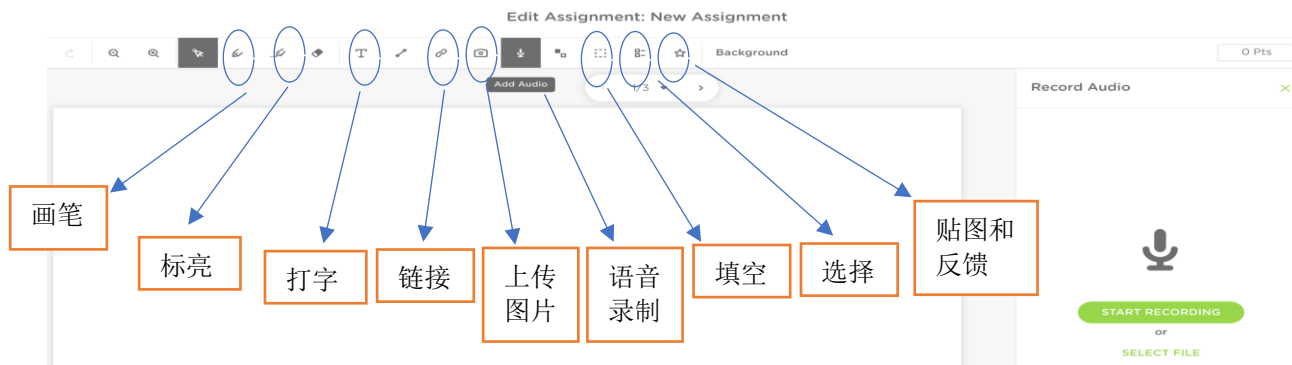 Edit Assignment: New Assignment
T
Background
0 Pts
Add Audio
1/3
Record Audio
画笔
标亮
打字
链接
上传
图片
语音
录制
填空
选择
贴图和
反馈
START RECORDING
or
SELECT FILE